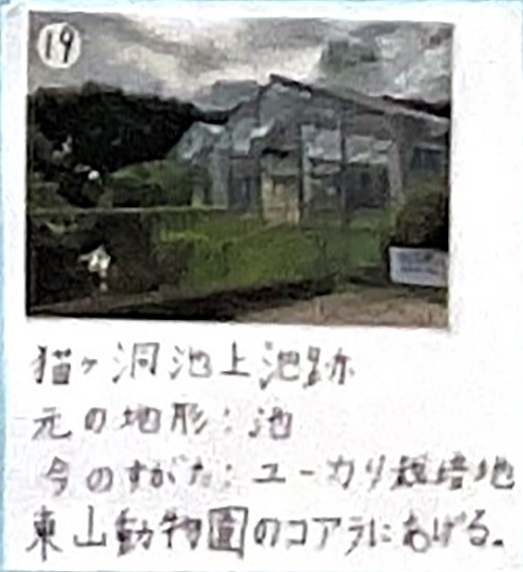 19
猫ヶ洞池上池跡
元の地形：池
今のすがた：ユーカリ栽培地
東山動物園のコアラにあげる。